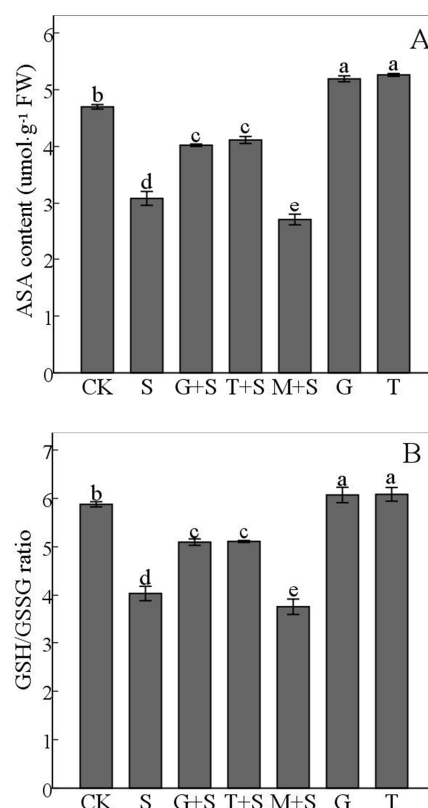 A
ASA content (umol·g⁻¹ FW)
6
5
4
3
2
1
0
b
d
c
c
e
a
a
CK S G+S T+S M+S G T
B
GSH/GSSG ratio
7
6
5
4
3
2
1
0
b
d
c
c
e
a
a
CK S G+S T+S M+S G T